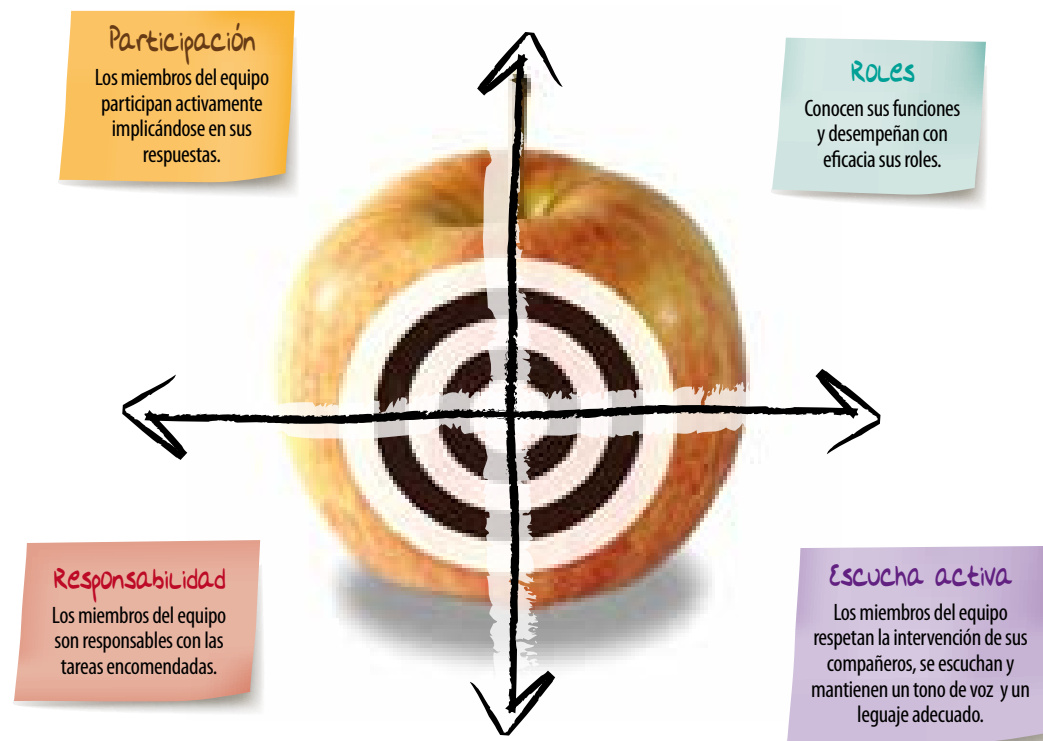 Participación
Los miembros del equipo
participan activamente
implicándose en sus
respuestas.
Roles
Conocen sus funciones
y desempeñan con
eficacia sus roles.
Responsabilidad
Los miembros del equipo
son responsables con las
tareas encomendadas.
Escucha activa
Los miembros del equipo
respetan la intervención de sus
compañeros, se escuchan y
mantienen un tono de voz y un
leguaje adecuado.